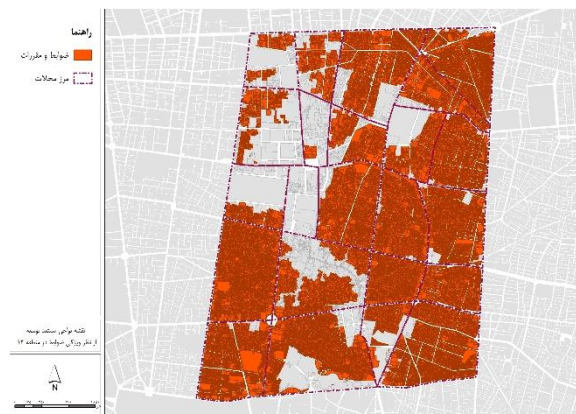 راهنما
ضوابط و مقررات
مرز محلات
نقشه نواحی مستعد توسعه
از نظر ویژگی ضوابط در منطقه ۱۲
N